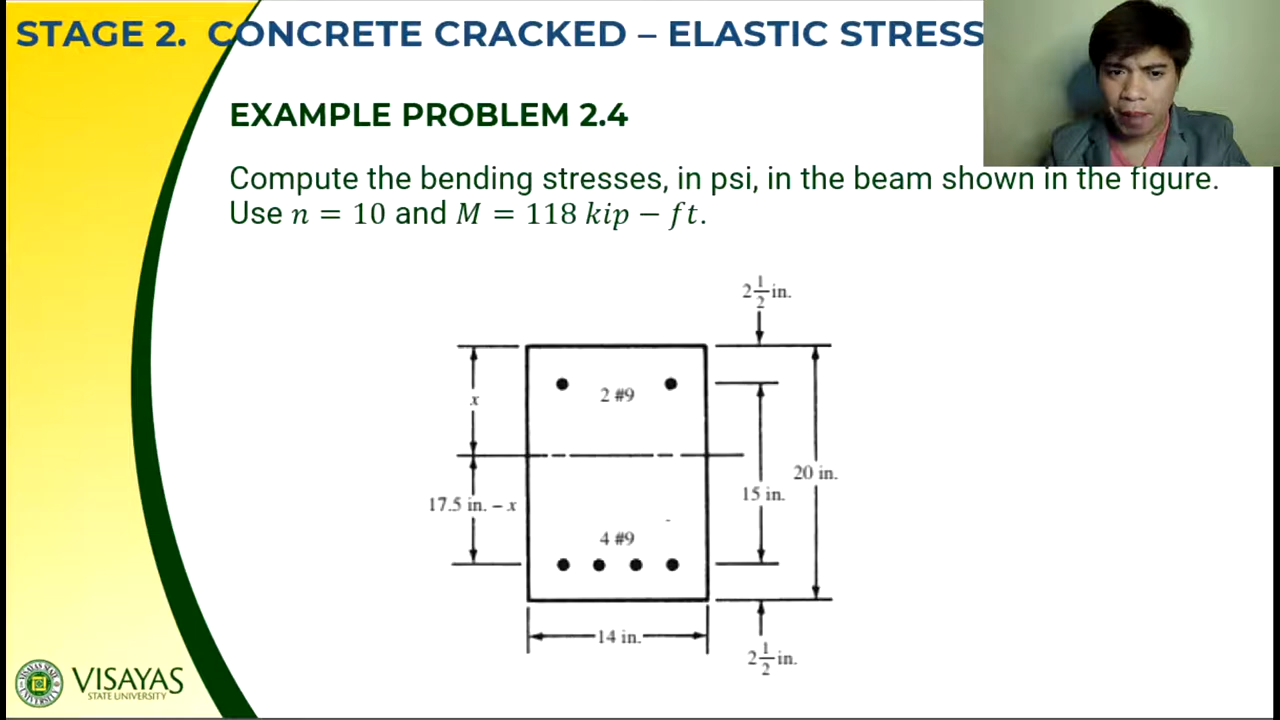 STAGE 2. CONCRETE CRACKED – ELASTIC STRESS
EXAMPLE PROBLEM 2.4
Compute the bending stresses, in psi, in the beam shown in the figure.
Use n = 10 and M = 118 kip − ft.
2 1/2 in.
x
2 #9
20 in.
15 in.
17.5 in. – x
4 #9
14 in.
2 1/2 in.
VISAYAS
STATE UNIVERSITY